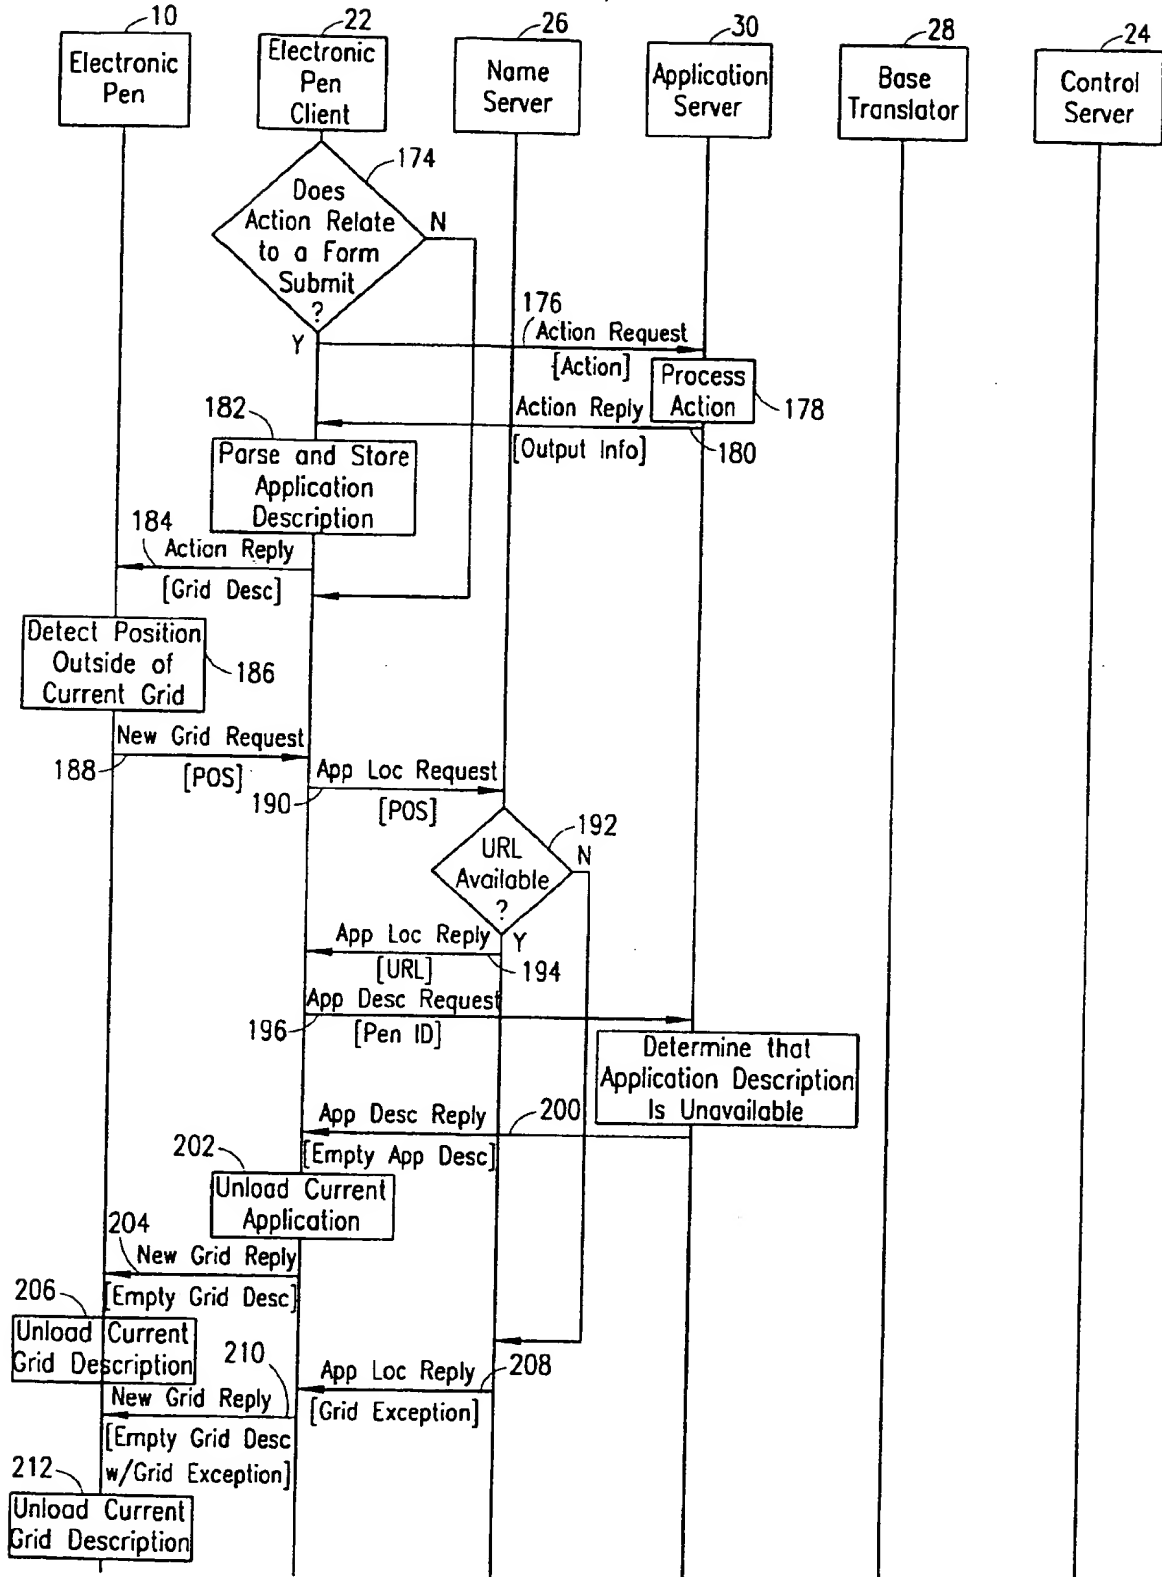 10
22
26
30
28
24
Electronic
Pen
Electronic
Pen
Client
Name
Server
Application
Server
Base
Translator
Control
Server
174
Does
Action Relate
to a Form
Submit
?
N
Y
176
Action Request
[Action]
Process
Action
178
Action Reply
180
[Output Info]
182
Parse and Store
Application
Description
184
Action Reply
[Grid Desc]
Detect Position
Outside of
Current Grid
186
New Grid Request
188
[POS]
App Loc Request
190
[POS]
192
URL
Available
?
N
Y
App Loc Reply
194
[URL]
App Desc Request
196
[Pen ID]
Determine that
Application Description
Is Unavailable
App Desc Reply
200
[Empty App Desc]
202
Unload Current
Application
204
New Grid Reply
[Empty Grid Desc]
206
Unload Current
Grid Description
App Loc Reply
208
[Grid Exception]
210
New Grid Reply
[Empty Grid Desc
w/Grid Exception]
212
Unload Current
Grid Description